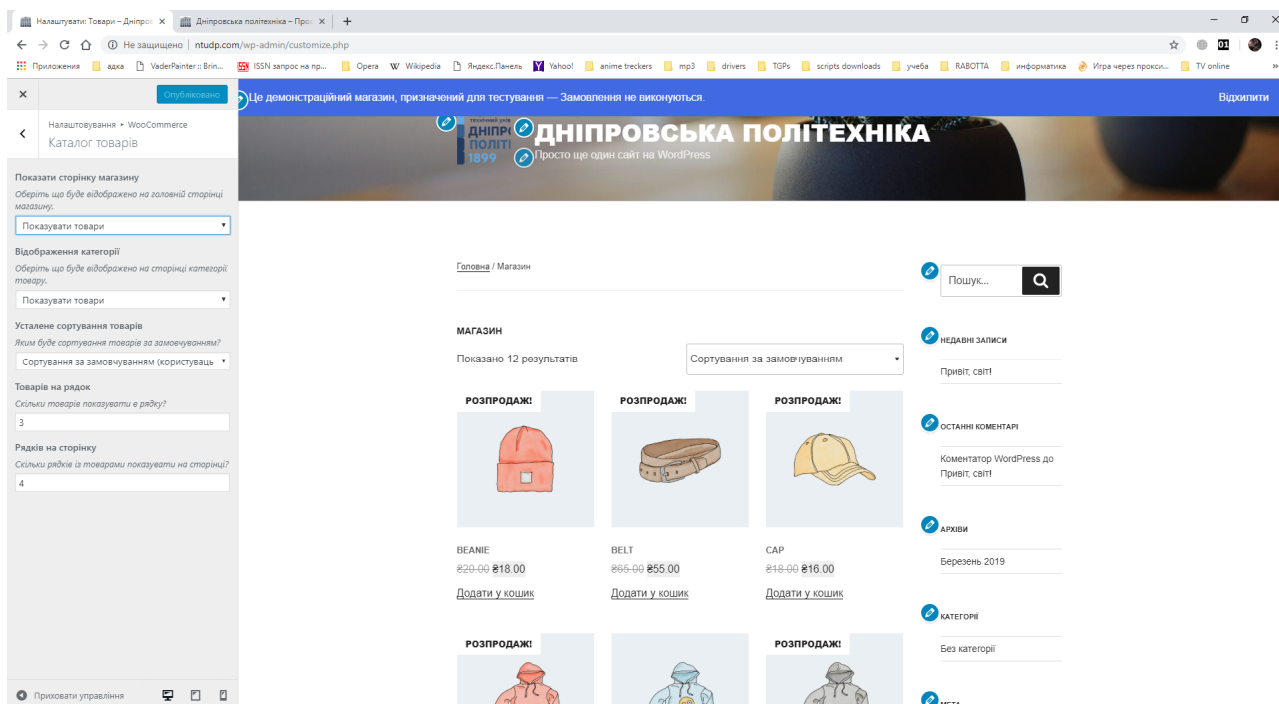 Налаштувати: Товари – Дніпро
Дніпровська політехніка – Прос
Не защищено | ntudp.com/wp-admin/customize.php
01
Приложения
адка
VaderPainter :: Brin...
ISSN запрос на пр...
Opera
Wikipedia
Яндекс.Панель
Yahoo!
anime treckers
mp3
drivers
TGPs
scripts downloads
учеба
RABOTTA
информатика
Игра через прокси...
TV online
Опубліковано
Налаштовування ▸ WooCommerce
Каталог товарів
Показати сторінку магазину
Оберіть що буде відображено на головній сторінці
магазину.
Показувати товари
Відображення категорії
Оберіть що буде відображено на сторінці категорії
товару.
Показувати товари
Усталене сортування товарів
Яким буде сортування товарів за замовчуванням?
Сортування за замовчуванням (користуваць
Товарів на рядок
Скільки товарів показувати в рядку?
3
Рядків на сторінку
Скільки рядків із товарами показувати на сторінці?
4
Приховати управління
Це демонстраційний магазин, призначений для тестування — Замовлення не виконуються.
Відхилити
ДНІПР
ПОЛІТІ
1899
ДНІПРОВСЬКА ПОЛІТЕХНІКА
Просто ще один сайт на WordPress
Головна / Магазин
МАГАЗИН
Показано 12 результатів
Сортування за замовчуванням
РОЗПРОДАЖ!
РОЗПРОДАЖ!
РОЗПРОДАЖ!
BEANIE
₴20.00 ₴18.00
Додати у кошик
BELT
₴65.00 ₴55.00
Додати у кошик
CAP
₴18.00 ₴16.00
Додати у кошик
РОЗПРОДАЖ!
РОЗПРОДАЖ!
Пошук...
НЕДАВНІ ЗАПИСИ
Привіт, світ!
ОСТАННІ КОМЕНТАРІ
Коментатор WordPress до
Привіт, світ!
АРХІВИ
Березень 2019
КАТЕГОРІЇ
Без категорії
МЕТА